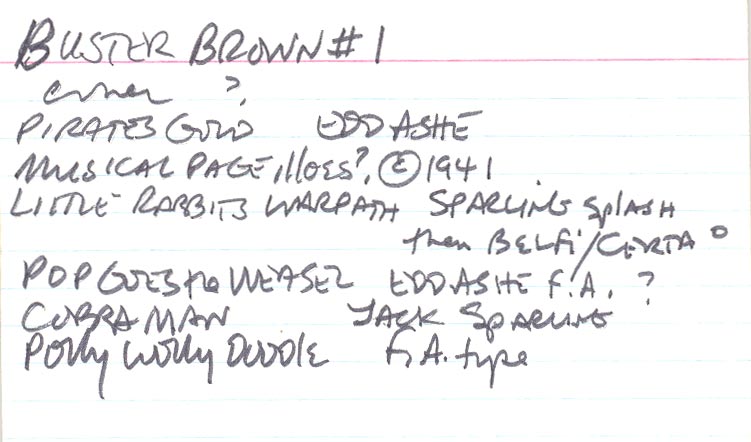 BUSTER BROWN #1
cover ?
PIRATES GOLD EDD ASHE
MUSICAL PAGE, illoes?, © 1941
LITTLE RABBITS WARPATH SPARLING SPLASH
then BELFI/CERTA
POP GOES the WEASEL EDD ASHE F.A. ?
COBRA MAN JACK SPARLING
POLLY WOLLY DOODLE F.A. type